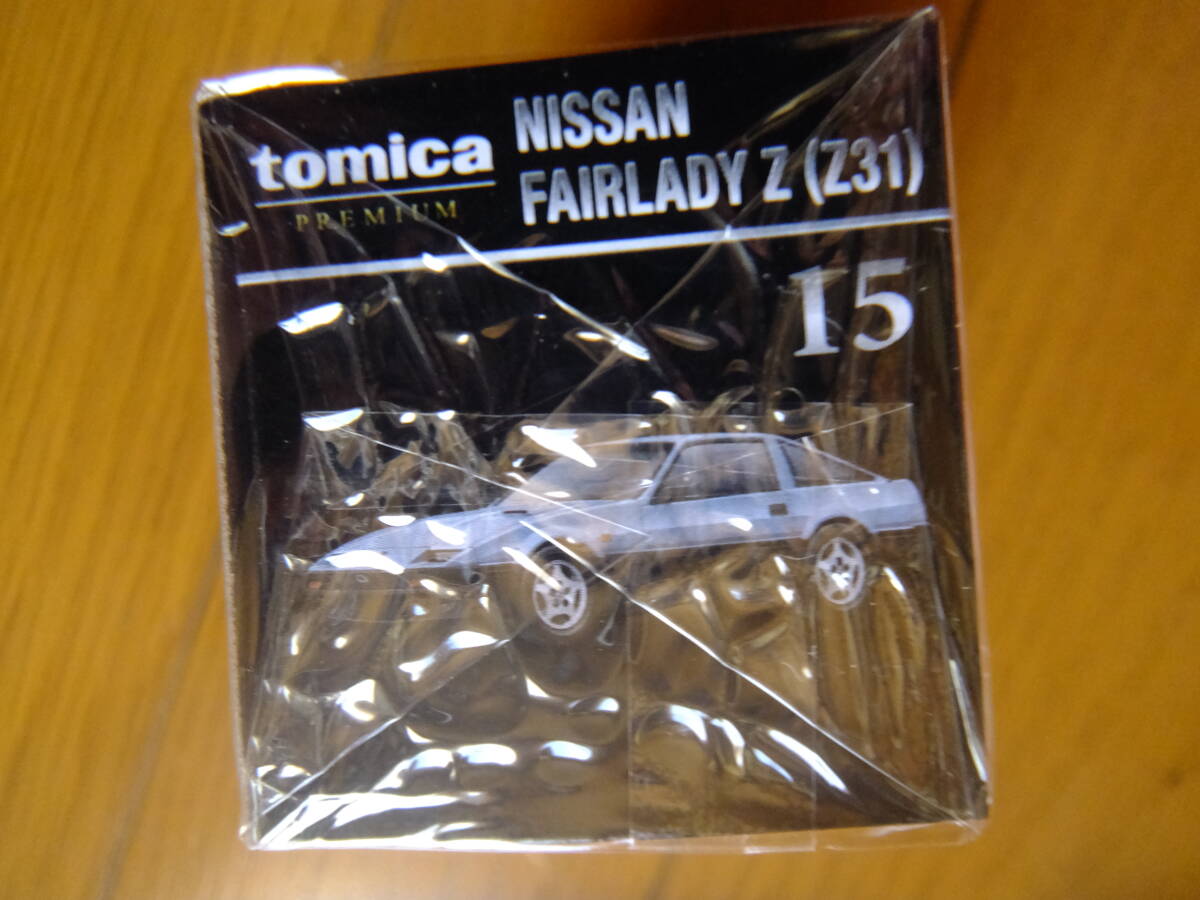 tomica
PREMIUM
NISSAN
FAIRLADY Z (Z31)
15